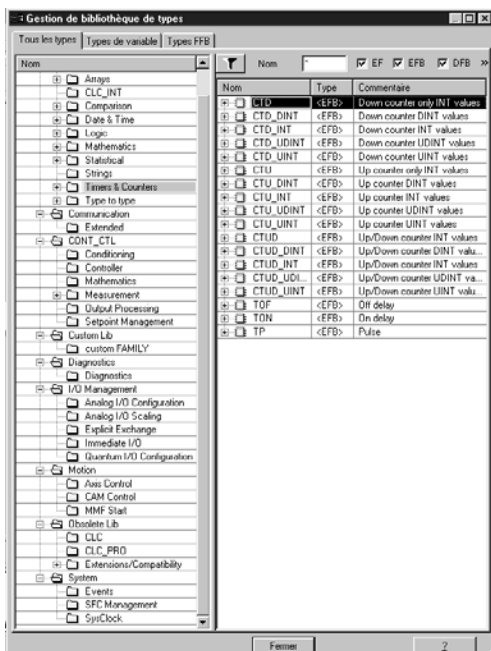 Gestion de bibliothèque de types
Tous les types Types de variable Types FFB
Nom
Arrays
CLC_INT
Comparison
Date & Time
Logic
Mathematics
Statistical
Strings
Timers & Counters
Type to type
Communication
Extended
CONT_CTL
Conditioning
Controller
Mathematics
Measurement
Output Processing
Setpoint Management
Custom Lib
custom FAMILY
Diagnostics
Diagnostics
I/O Management
Analog I/O Configuration
Analog I/O Scaling
Explicit Exchange
Immediate I/O
Quantum I/O Configuration
Motion
Axis Control
CAM Control
MMF Start
Obsolete Lib
CLC
CLC_PRO
Extensions/Compatibility
System
Events
SFC Management
SysClock
Nom * EF EFB DFB »
Nom Type Commentaire
CTD <EFB> Down counter only INT values
CTD_DINT <EFB> Down counter DINT values
CTD_INT <EFB> Down counter INT values
CTD_UDINT <EFB> Down counter UDINT values
CTD_UINT <EFB> Down counter UINT values
CTU <EFB> Up counter only INT values
CTU_DINT <EFB> Up counter DINT values
CTU_INT <EFB> Up counter INT values
CTU_UDINT <EFB> Up counter UDINT values
CTU_UINT <EFB> Up counter UINT values
CTUD <EFB> Up/Down counter INT values
CTUD_DINT <EFB> Up/Down counter DINT valu...
CTUD_INT <EFB> Up/Down counter INT values
CTUD_UDI... <EFB> Up/Down counter UDINT va...
CTUD_UINT <EFB> Up/Down counter UINT valu...
TOF <EFB> Off delay
TON <EFB> On delay
TP <EFB> Pulse
Fermer ?